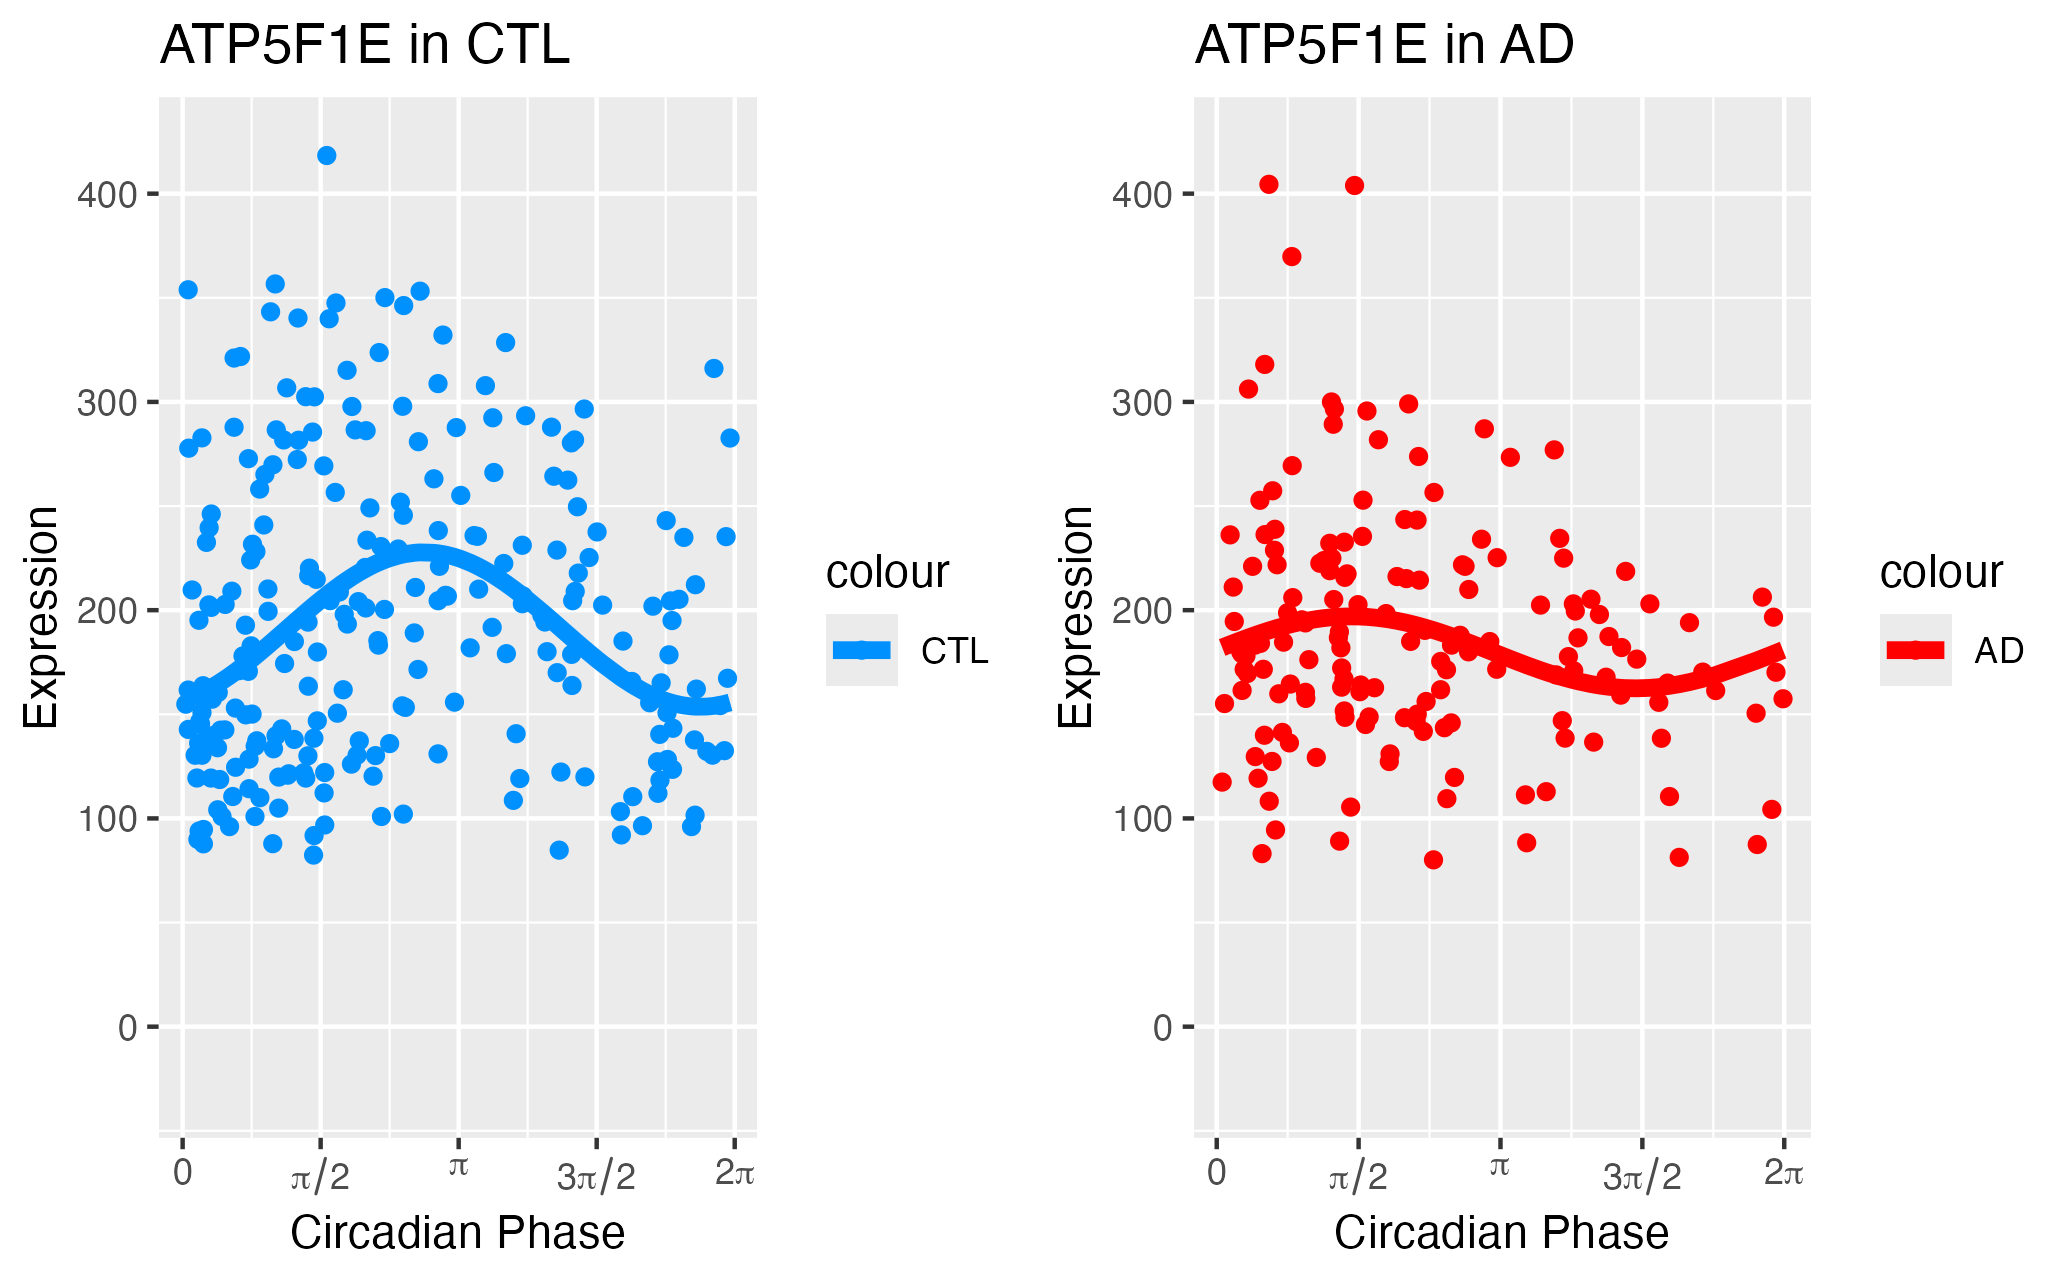 ATP5F1E in CTL
400
300
200
100
0
Expression
0 π/2 π 3π/2 2π
Circadian Phase
colour
CTL
ATP5F1E in AD
400
300
200
100
0
Expression
0 π/2 π 3π/2 2π
Circadian Phase
colour
AD